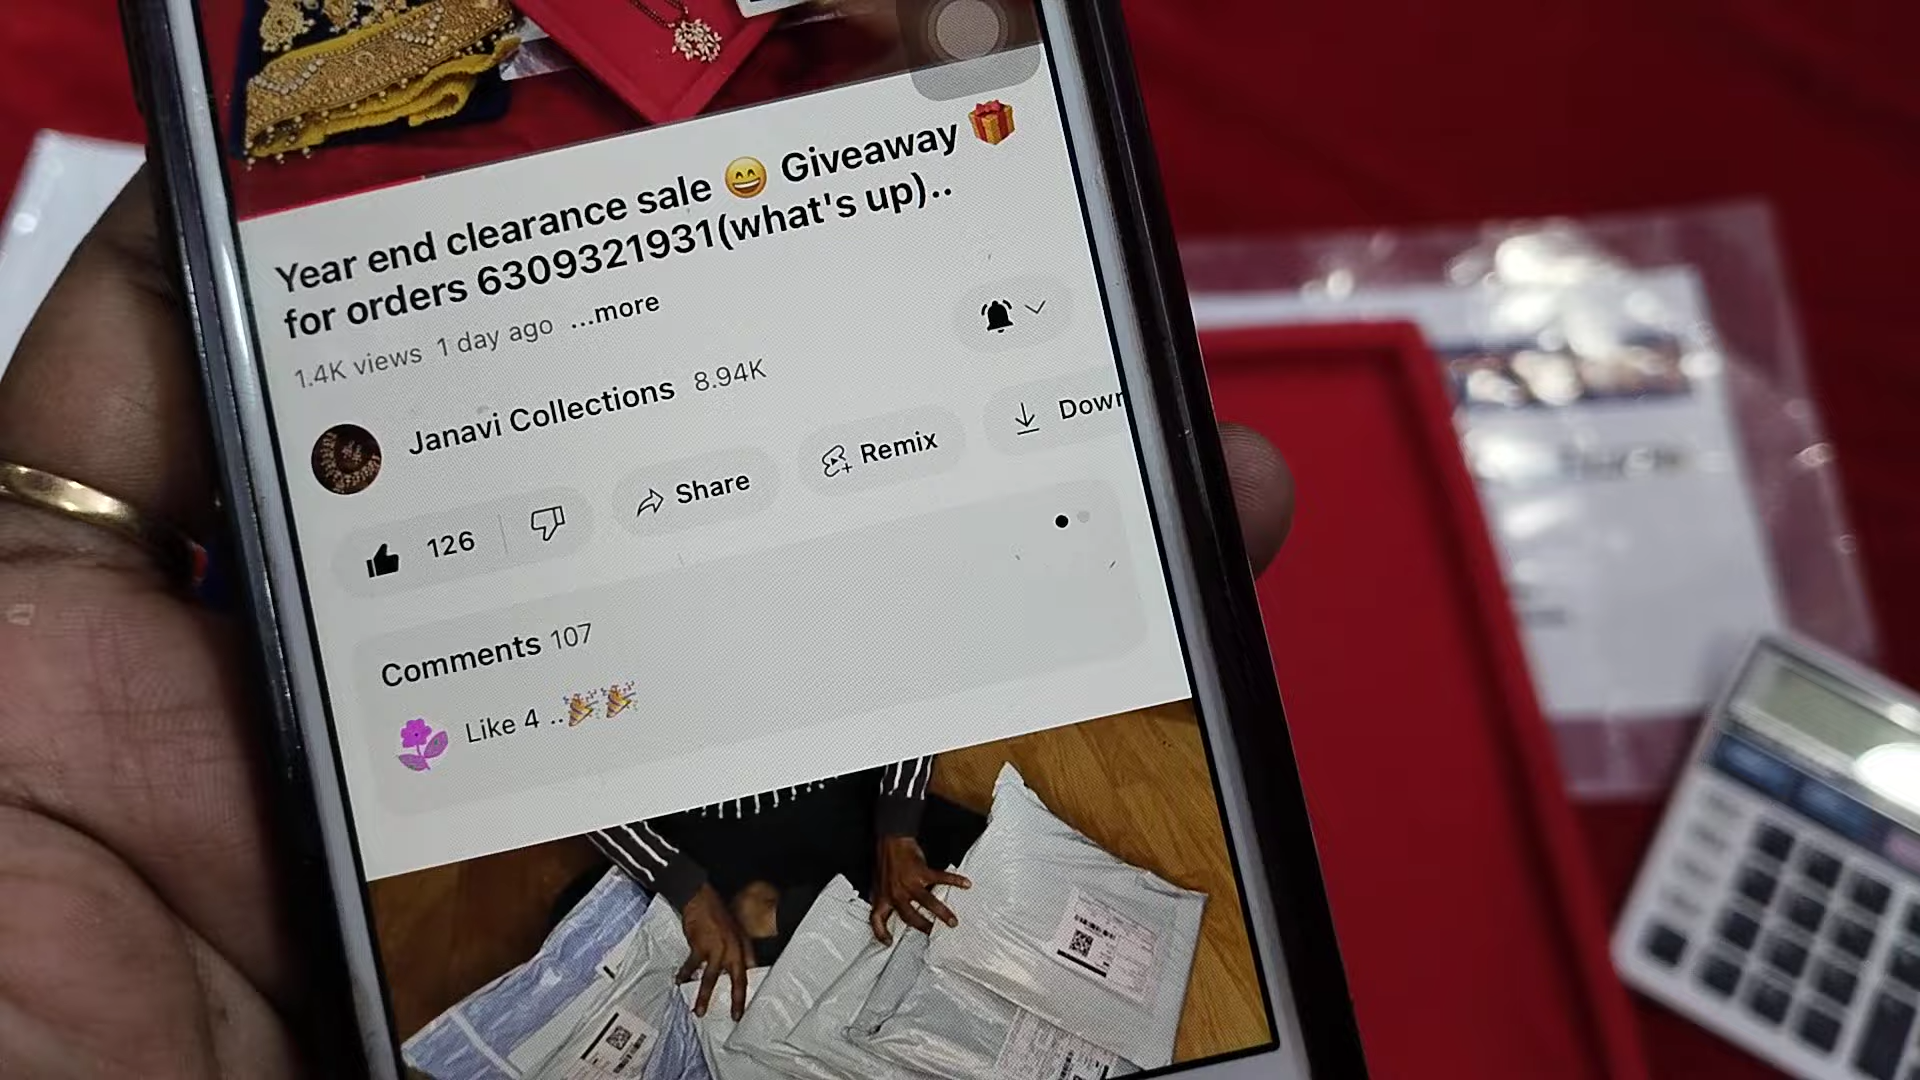 Year end clearance sale 😄 Giveaway 🎁
for orders 6309321931(what's up)..
1.4K views 1 day ago ...more
Janavi Collections 8.94K
126
Share
Remix
Down
Comments 107
Like 4 ..🎉🎉